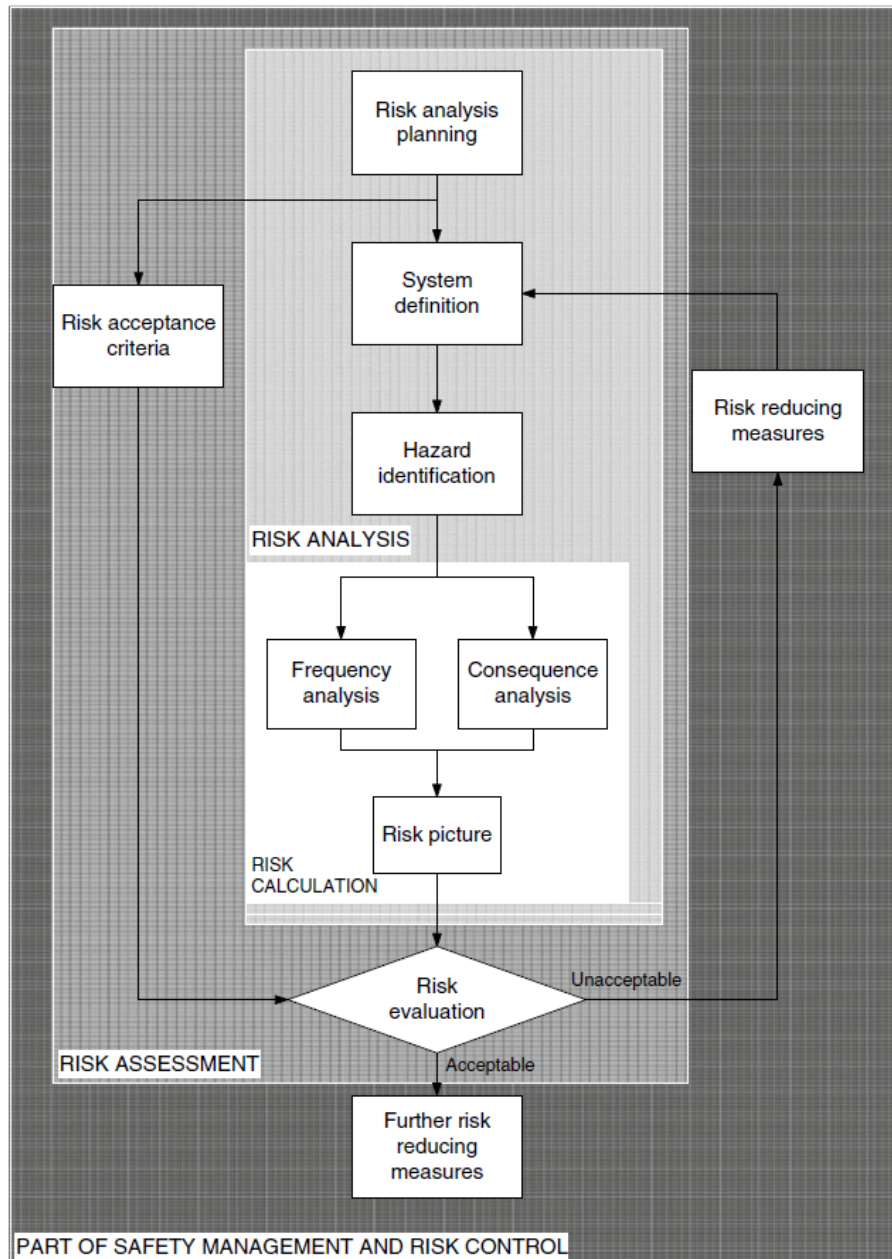 Risk analysis
planning
System
definition
Risk acceptance
criteria
Risk reducing
measures
Hazard
identification
RISK ANALYSIS
Frequency
analysis
Consequence
analysis
Risk picture
RISK
CALCULATION
Risk
evaluation
Unacceptable
RISK ASSESSMENT
Acceptable
Further risk
reducing
measures
PART OF SAFETY MANAGEMENT AND RISK CONTROL